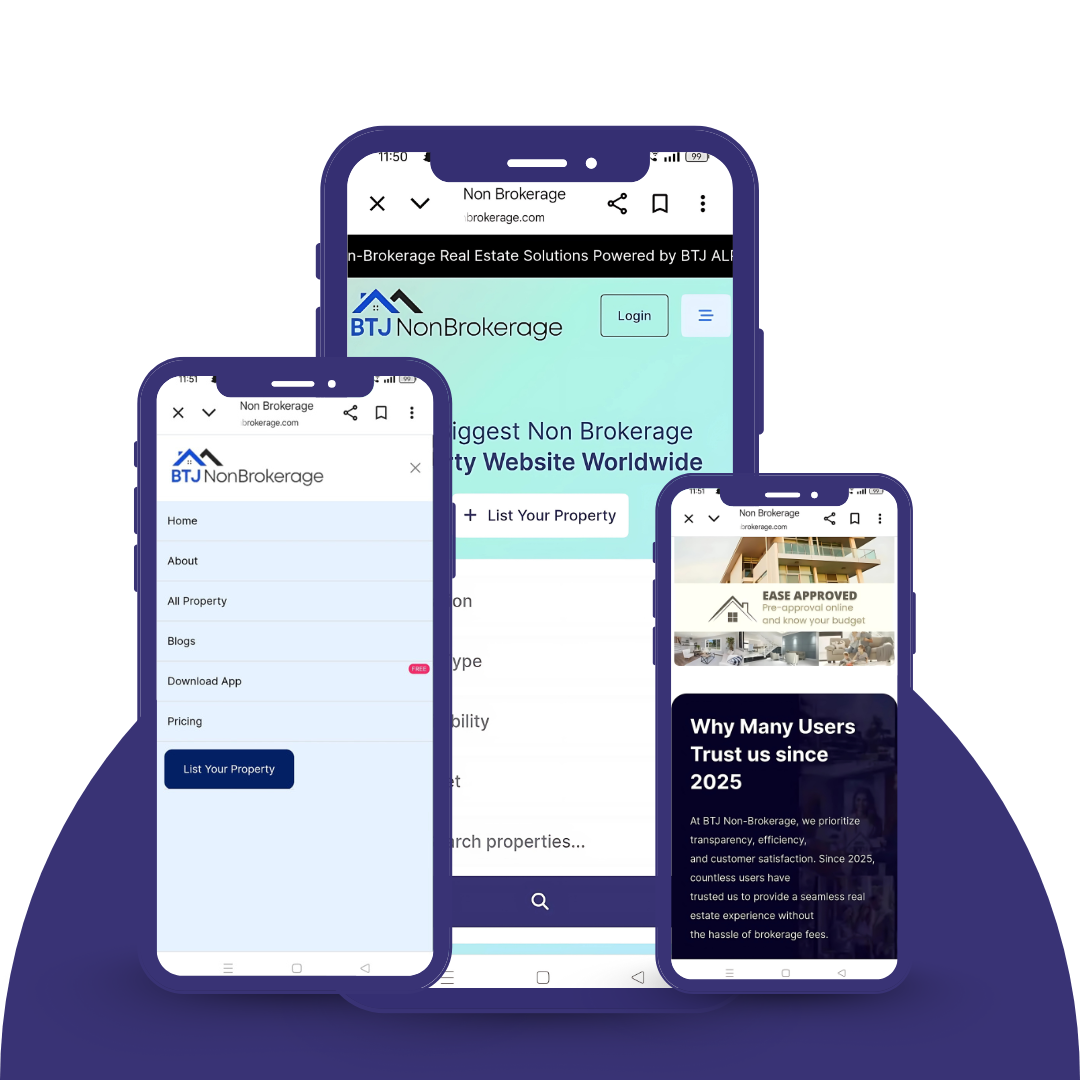 11:50
99
Non Brokerage
brokerage.com
n-Brokerage Real Estate Solutions Powered by BTJ
BTJ NonBrokerage
Login
iggest Non Brokerage
rty Website Worldwide
+ List Your Property
on
ype
bility
et
rch properties...
11:51
99
Non Brokerage
brokerage.com
BTJ NonBrokerage
Home
About
All Property
Blogs
Download App
FREE
Pricing
List Your Property
11:51
99
Non Brokerage
brokerage.com
EASE APPROVED
Pre-approval online
and know your budget
Why Many Users
Trust us since
2025
At BTJ Non-Brokerage, we prioritize
transparency, efficiency,
and customer satisfaction. Since 2025,
countless users have
trusted us to provide a seamless real
estate experience without
the hassle of brokerage fees.